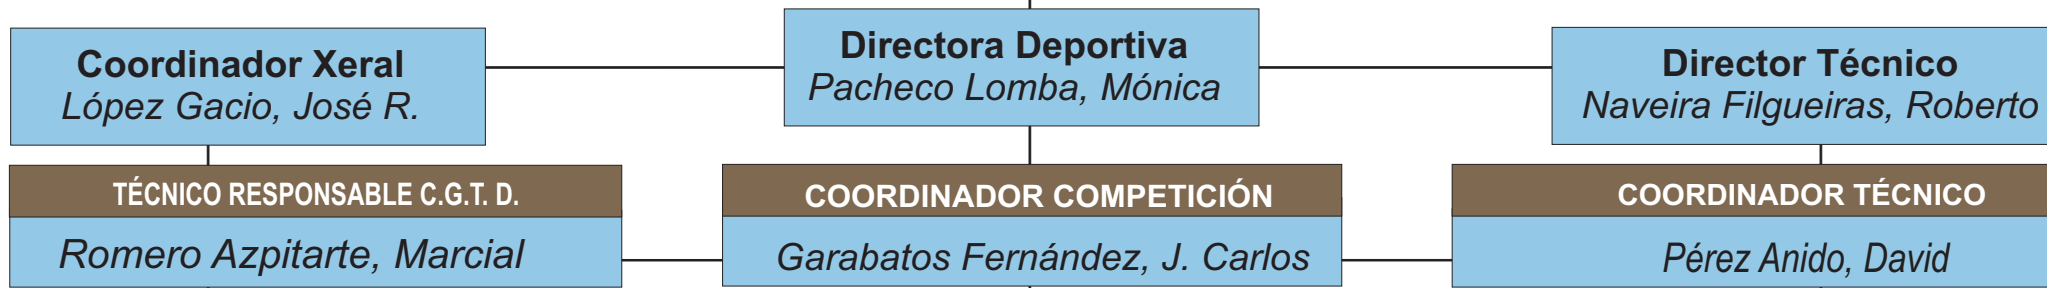 Coordinador Xeral
López Gacio, José R.
Directora Deportiva
Pacheco Lomba, Mónica
Director Técnico
Naveira Filgueiras, Roberto
TÉCNICO RESPONSABLE C.G.T. D.
Romero Azpitarte, Marcial
COORDINADOR COMPETICIÓN
Garabatos Fernández, J. Carlos
COORDINADOR TÉCNICO
Pérez Anido, David